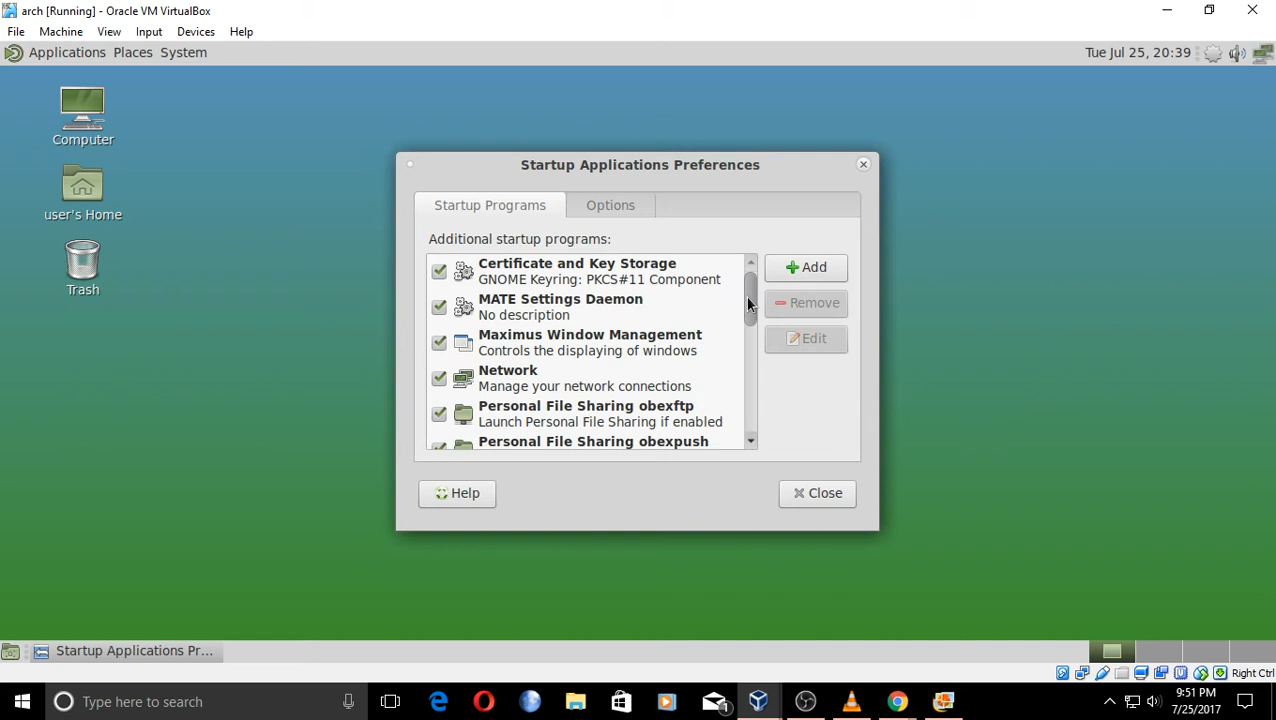 arch [Running] - Oracle VM VirtualBox
File Machine View Input Devices Help
Applications Places System
Tue Jul 25, 20:39
Computer
user's Home
Trash
Startup Applications Preferences
Startup Programs
Options
Additional startup programs:
Certificate and Key Storage
GNOME Keyring: PKCS#11 Component
MATE Settings Daemon
No description
Maximus Window Management
Controls the displaying of windows
Network
Manage your network connections
Personal File Sharing obexftp
Launch Personal File Sharing if enabled
Personal File Sharing obexpush
Add
Remove
Edit
Help
Close
Startup Applications Pr...
Right Ctrl
Type here to search
1
9:51 PM
7/25/2017